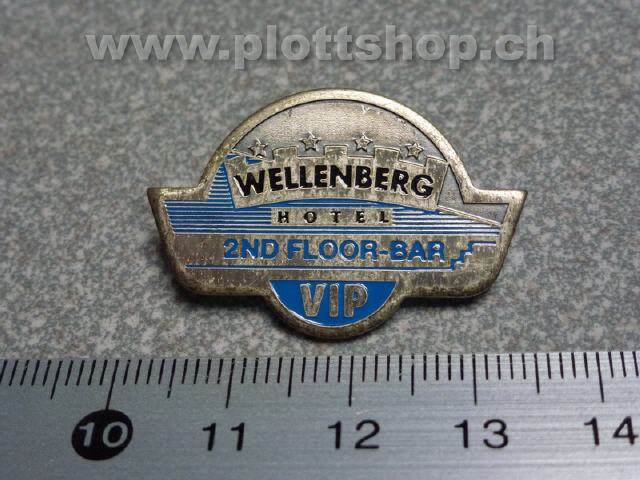 www.plottshop.ch
WELLENBERG
HOTEL
2ND FLOOR-BAR
VIP
10 11 12 13 14